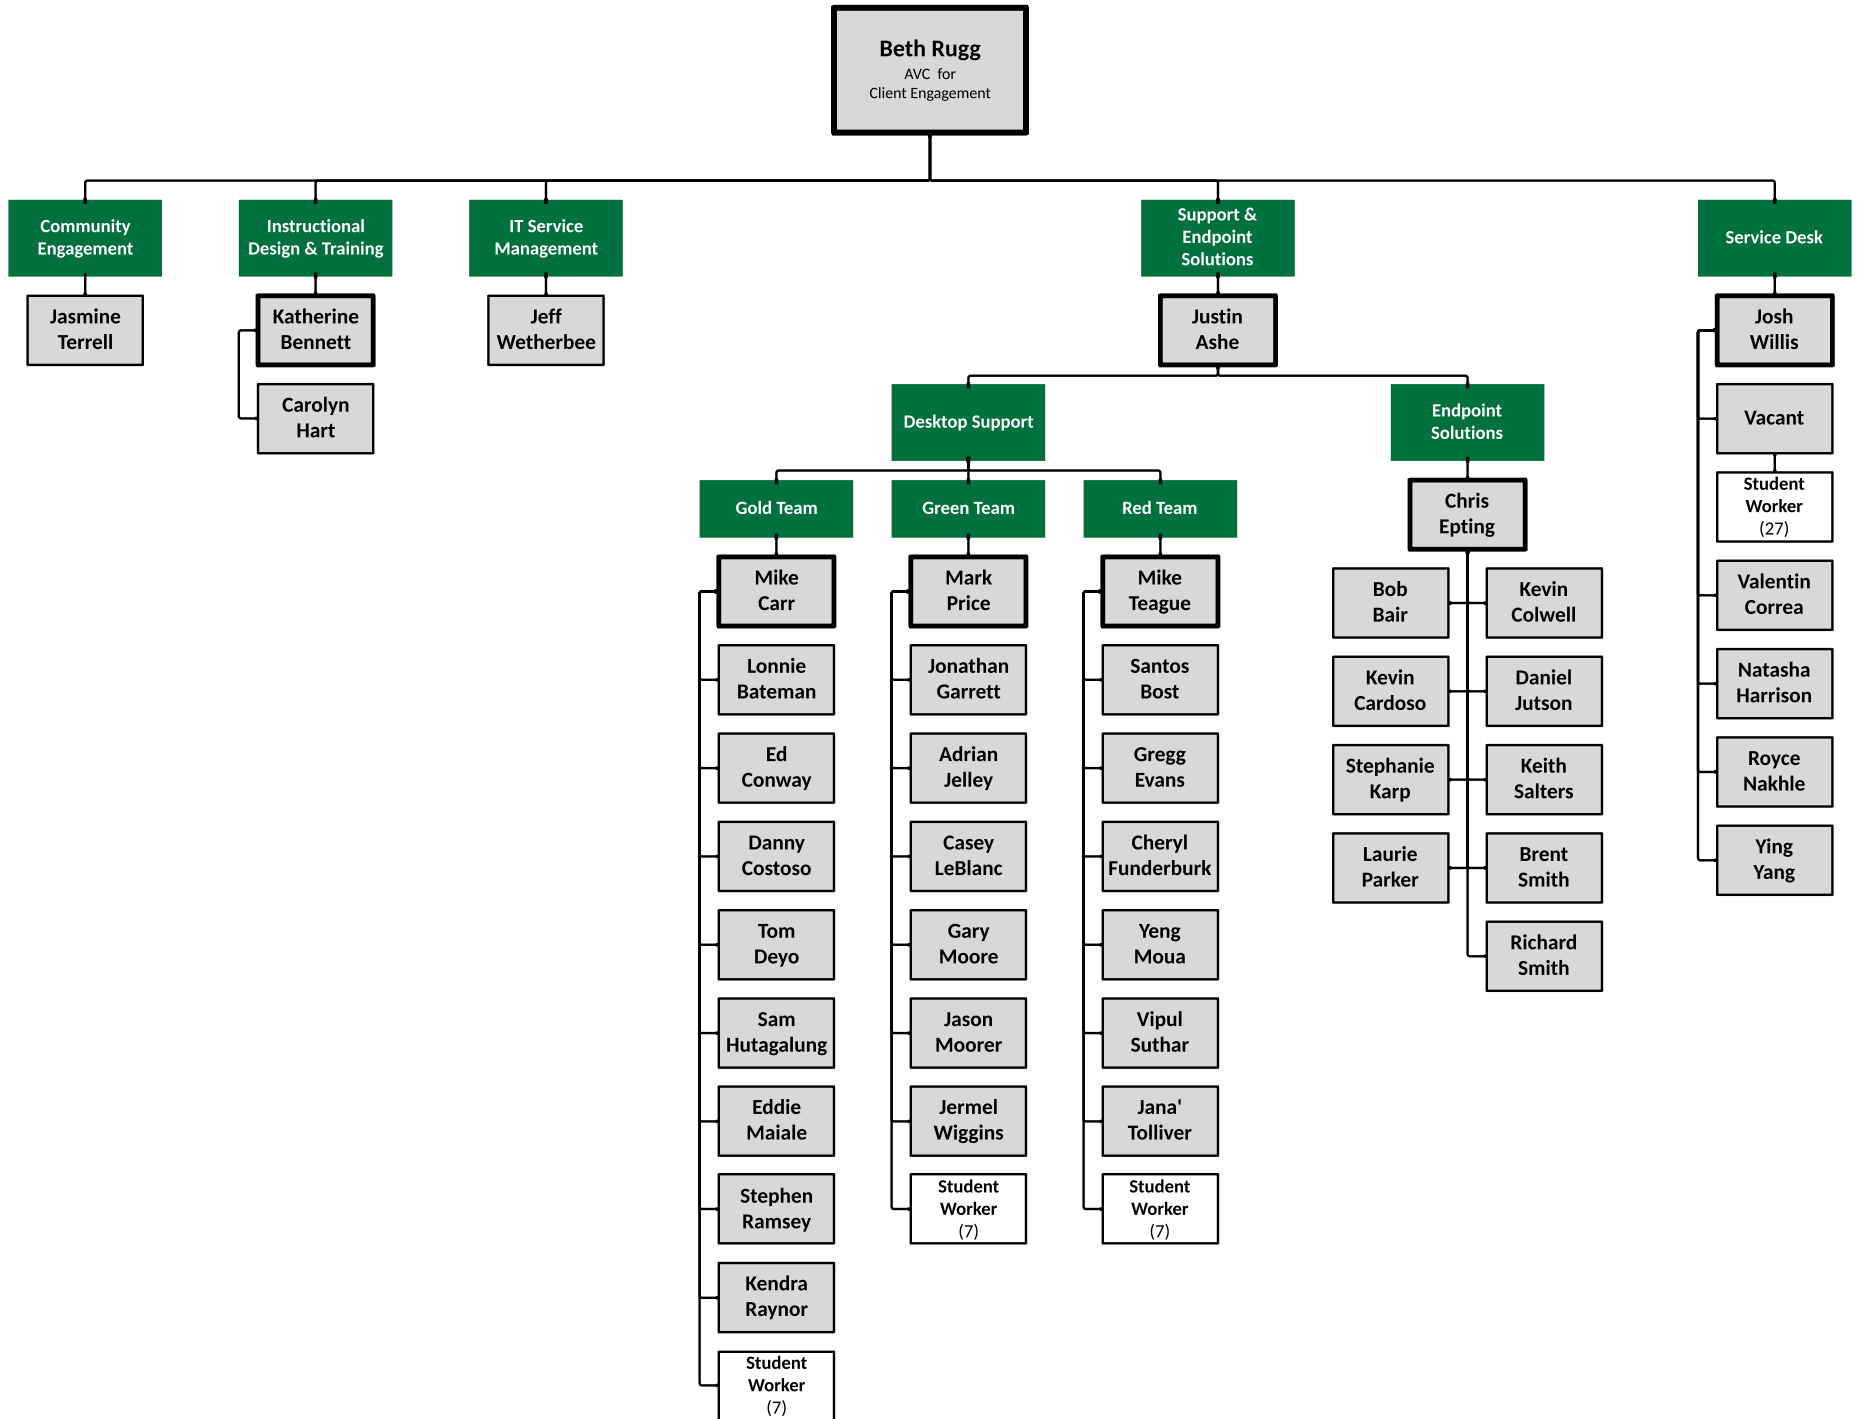 Beth Rugg
AVC for
Client Engagement
Community
Engagement
Jasmine
Terrell
Instructional
Design & Training
Katherine
Bennett
Carolyn
Hart
IT Service
Management
Jeff
Wetherbee
Support &
Endpoint
Solutions
Justin
Ashe
Desktop Support
Gold Team
Mike
Carr
Lonnie
Bateman
Ed
Conway
Danny
Costoso
Tom
Deyo
Sam
Hutagalung
Eddie
Maiale
Stephen
Ramsey
Kendra
Raynor
Student
Worker
(7)
Green Team
Mark
Price
Jonathan
Garrett
Adrian
Jelley
Casey
LeBlanc
Gary
Moore
Jason
Moorer
Jermel
Wiggins
Student
Worker
(7)
Red Team
Mike
Teague
Santos
Bost
Gregg
Evans
Cheryl
Funderburk
Yeng
Moua
Vipul
Suthar
Jana'
Tolliver
Student
Worker
(7)
Endpoint
Solutions
Chris
Epting
Bob
Bair
Kevin
Colwell
Kevin
Cardoso
Daniel
Jutson
Stephanie
Karp
Keith
Salters
Laurie
Parker
Brent
Smith
Richard
Smith
Service Desk
Josh
Willis
Vacant
Student
Worker
(27)
Valentin
Correa
Natasha
Harrison
Royce
Nakhle
Ying
Yang